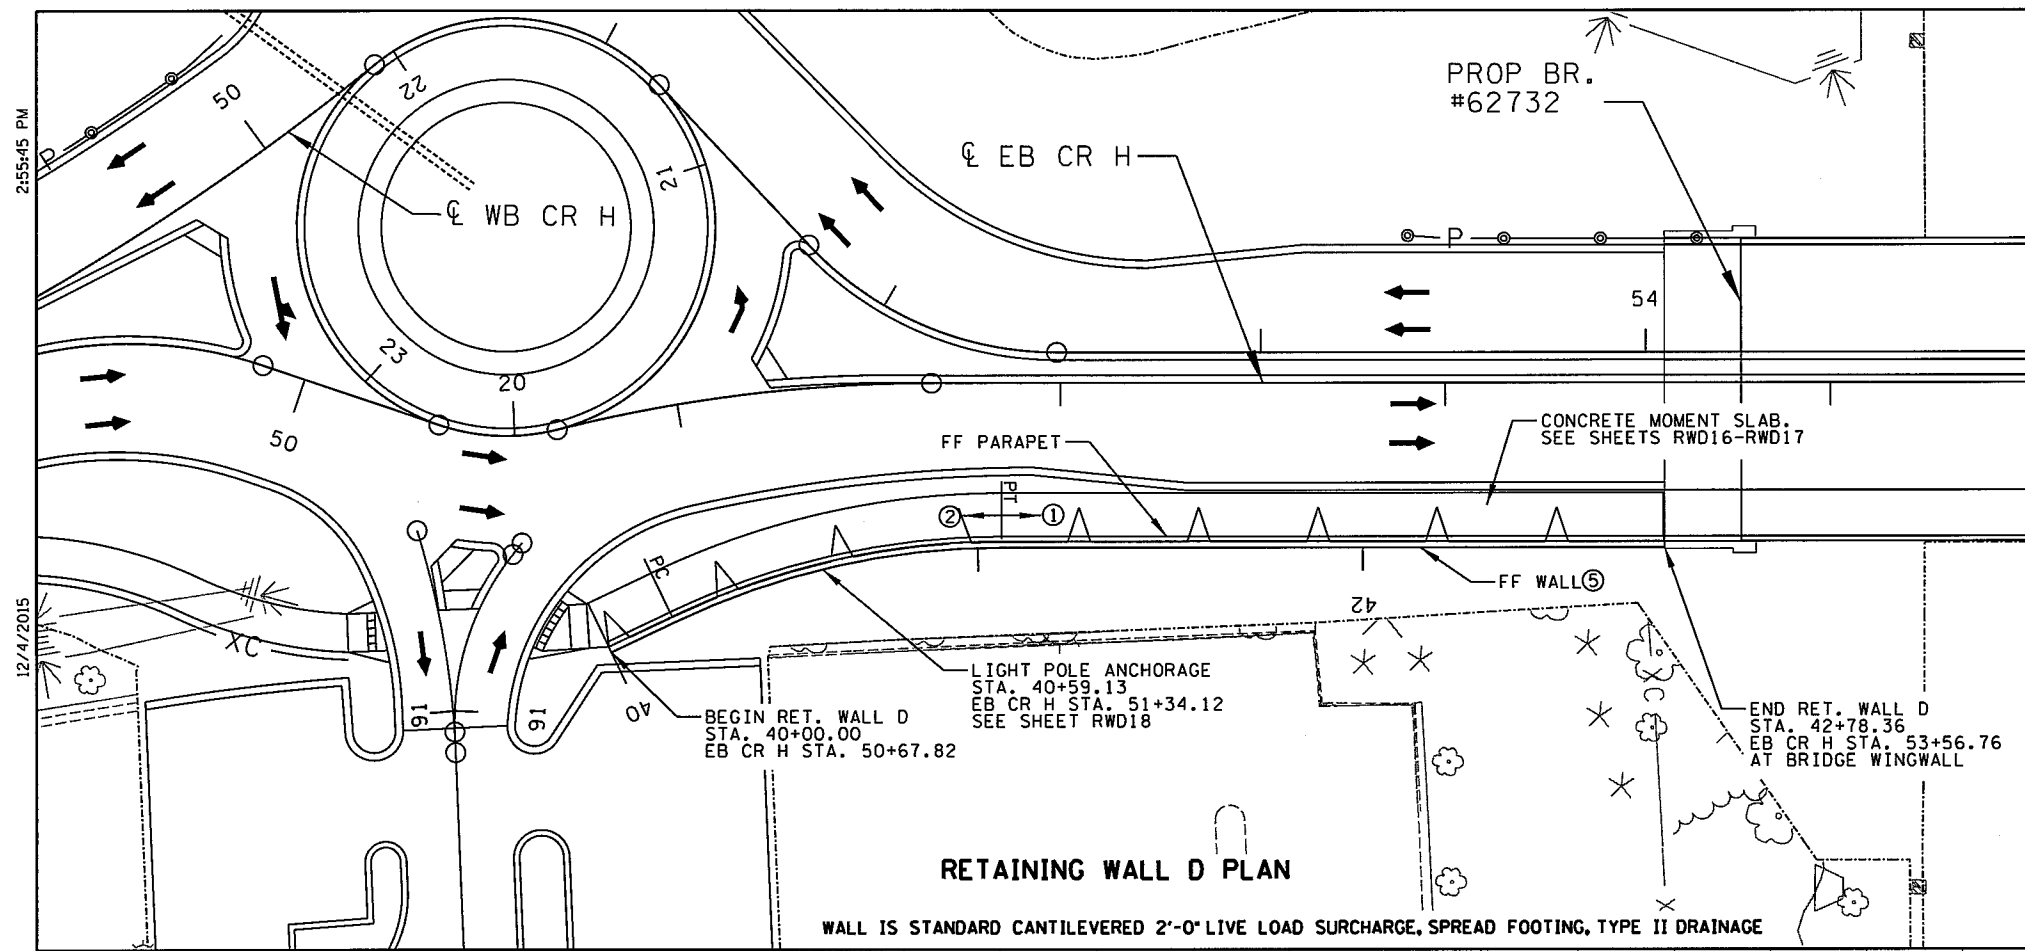 2:55:45 PM
12/4/2015
50
22
P
21
℄ WB CR H
℄ EB CR H
PROP BR.
#62732
P
54
23
20
50
CONCRETE MOMENT SLAB.
SEE SHEETS RWD16-RWD17
FF PARAPET
PT
2
1
PC
FF WALL 5
42
XC
91
91
40
BEGIN RET. WALL D
STA. 40+00.00
EB CR H STA. 50+67.82
LIGHT POLE ANCHORAGE
STA. 40+59.13
EB CR H STA. 51+34.12
SEE SHEET RWD18
XC
END RET. WALL D
STA. 42+78.36
EB CR H STA. 53+56.76
AT BRIDGE WINGWALL
X
RETAINING WALL D PLAN
WALL IS STANDARD CANTILEVERED 2'-0" LIVE LOAD SURCHARGE, SPREAD FOOTING, TYPE II DRAINAGE